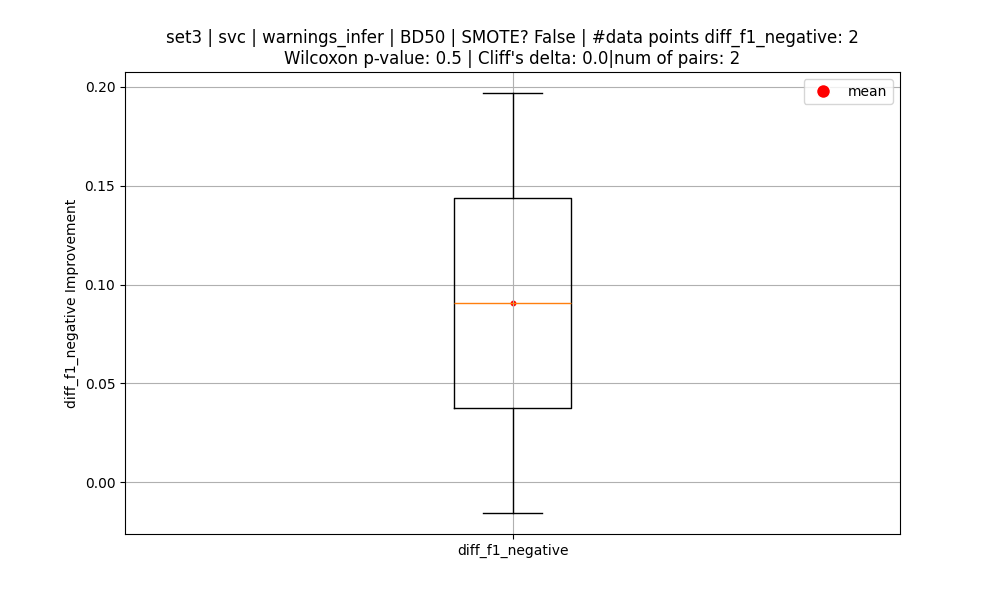 set3 | svc | warnings_infer | BD50 | SMOTE? False | #data points diff_f1_negative: 2
Wilcoxon p-value: 0.5 | Cliff's delta: 0.0|num of pairs: 2
mean
0.20
0.15
0.10
0.05
0.00
diff_f1_negative Improvement
diff_f1_negative